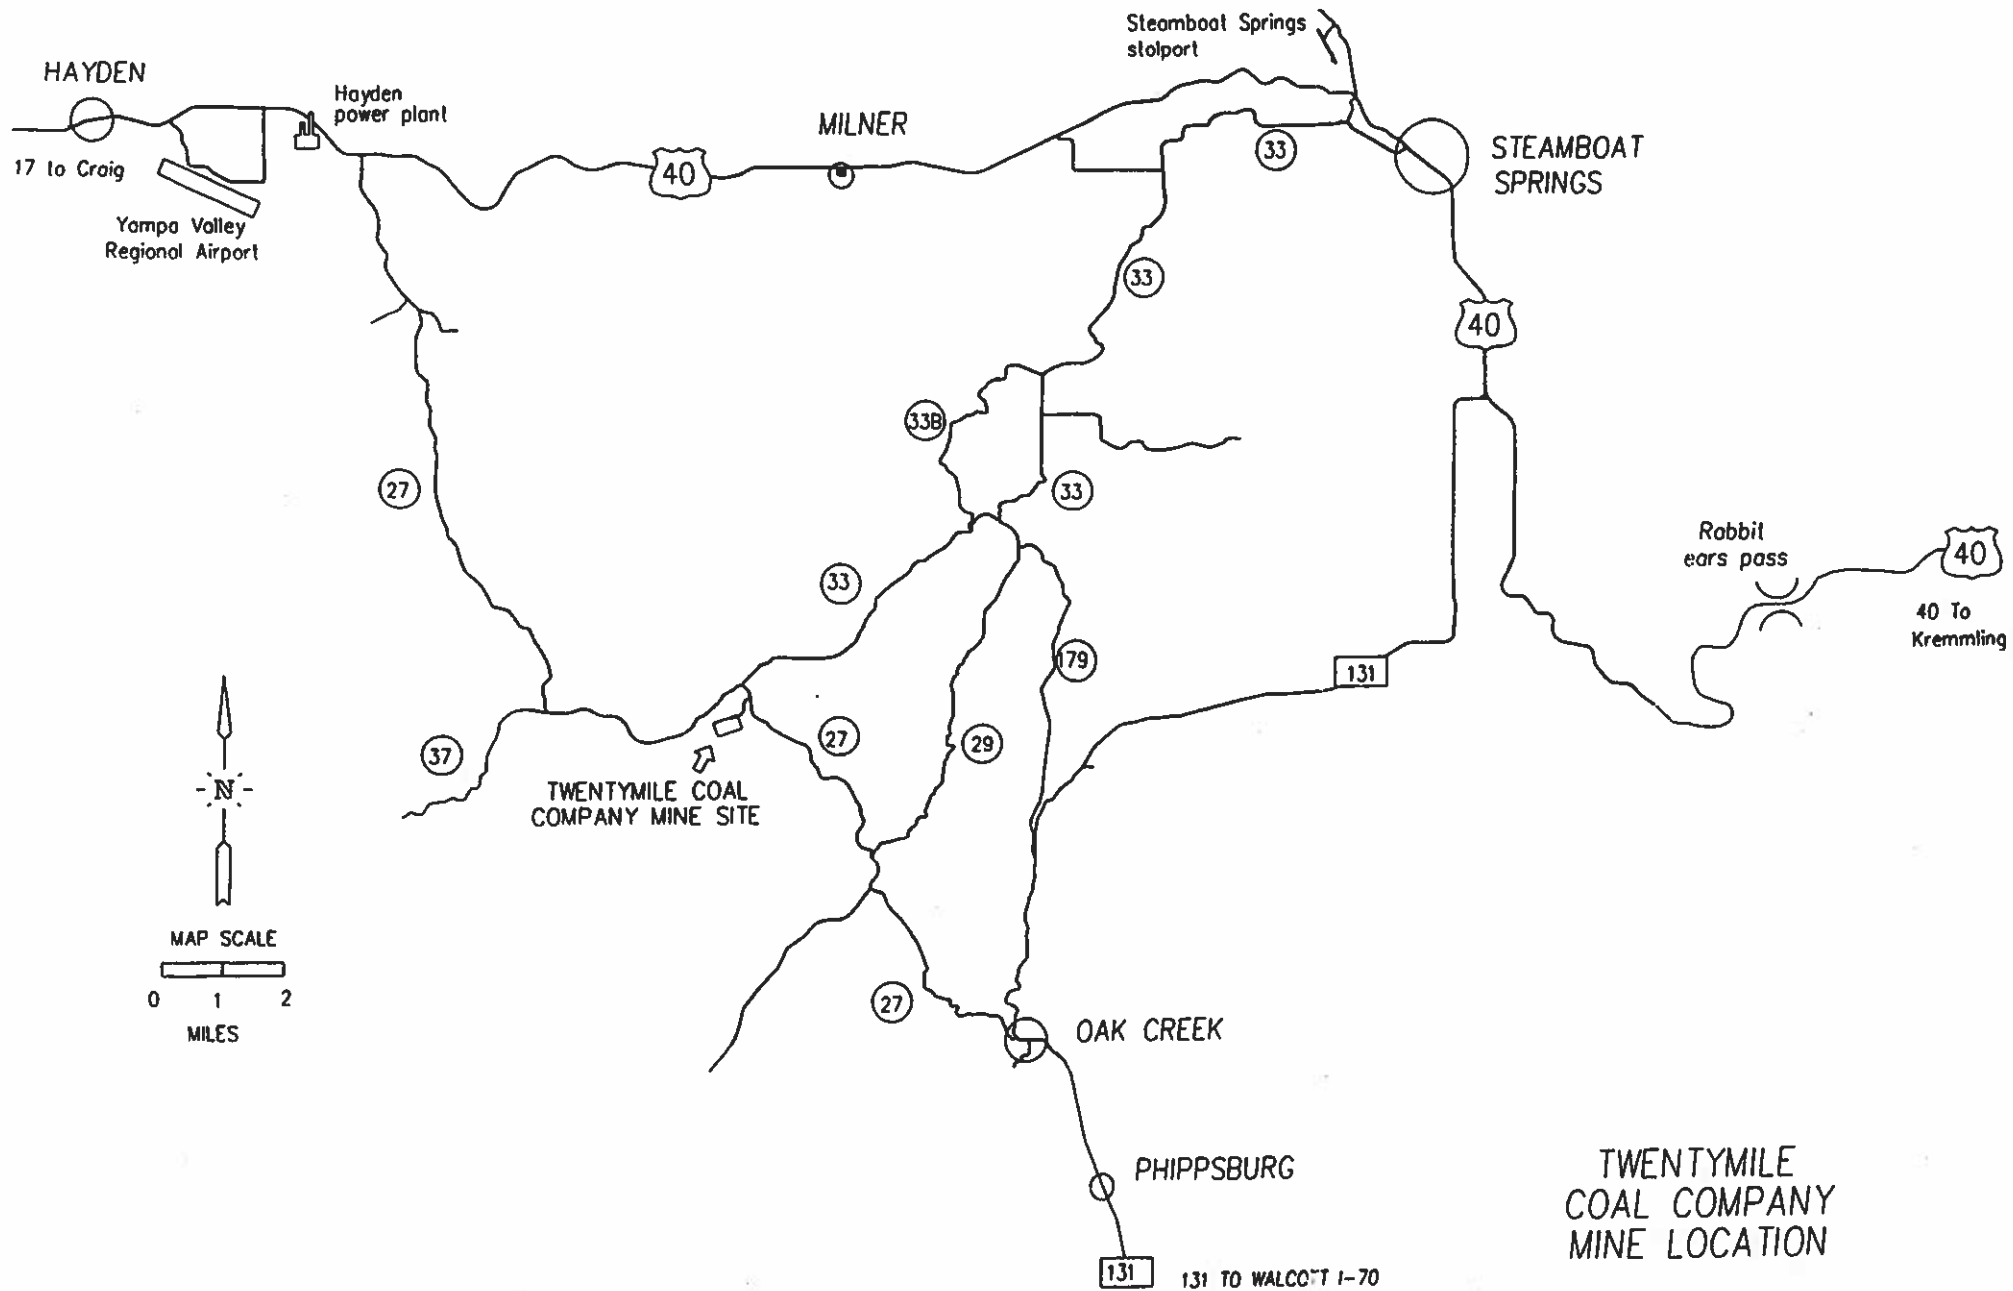 Steamboat Springs
stolport
HAYDEN
Hayden
power plant
MILNER
33
STEAMBOAT
SPRINGS
17 to Craig
40
Yampa Valley
Regional Airport
33
40
33B
27
33
Rabbit
ears pass
40
33
40 To
Kremmling
179
131
37
27
29
TWENTYMILE COAL
COMPANY MINE SITE
N
MAP SCALE
0 1 2
MILES
27
OAK CREEK
PHIPPSBURG
TWENTYMILE
COAL COMPANY
MINE LOCATION
131
131 TO WALCOTT I-70